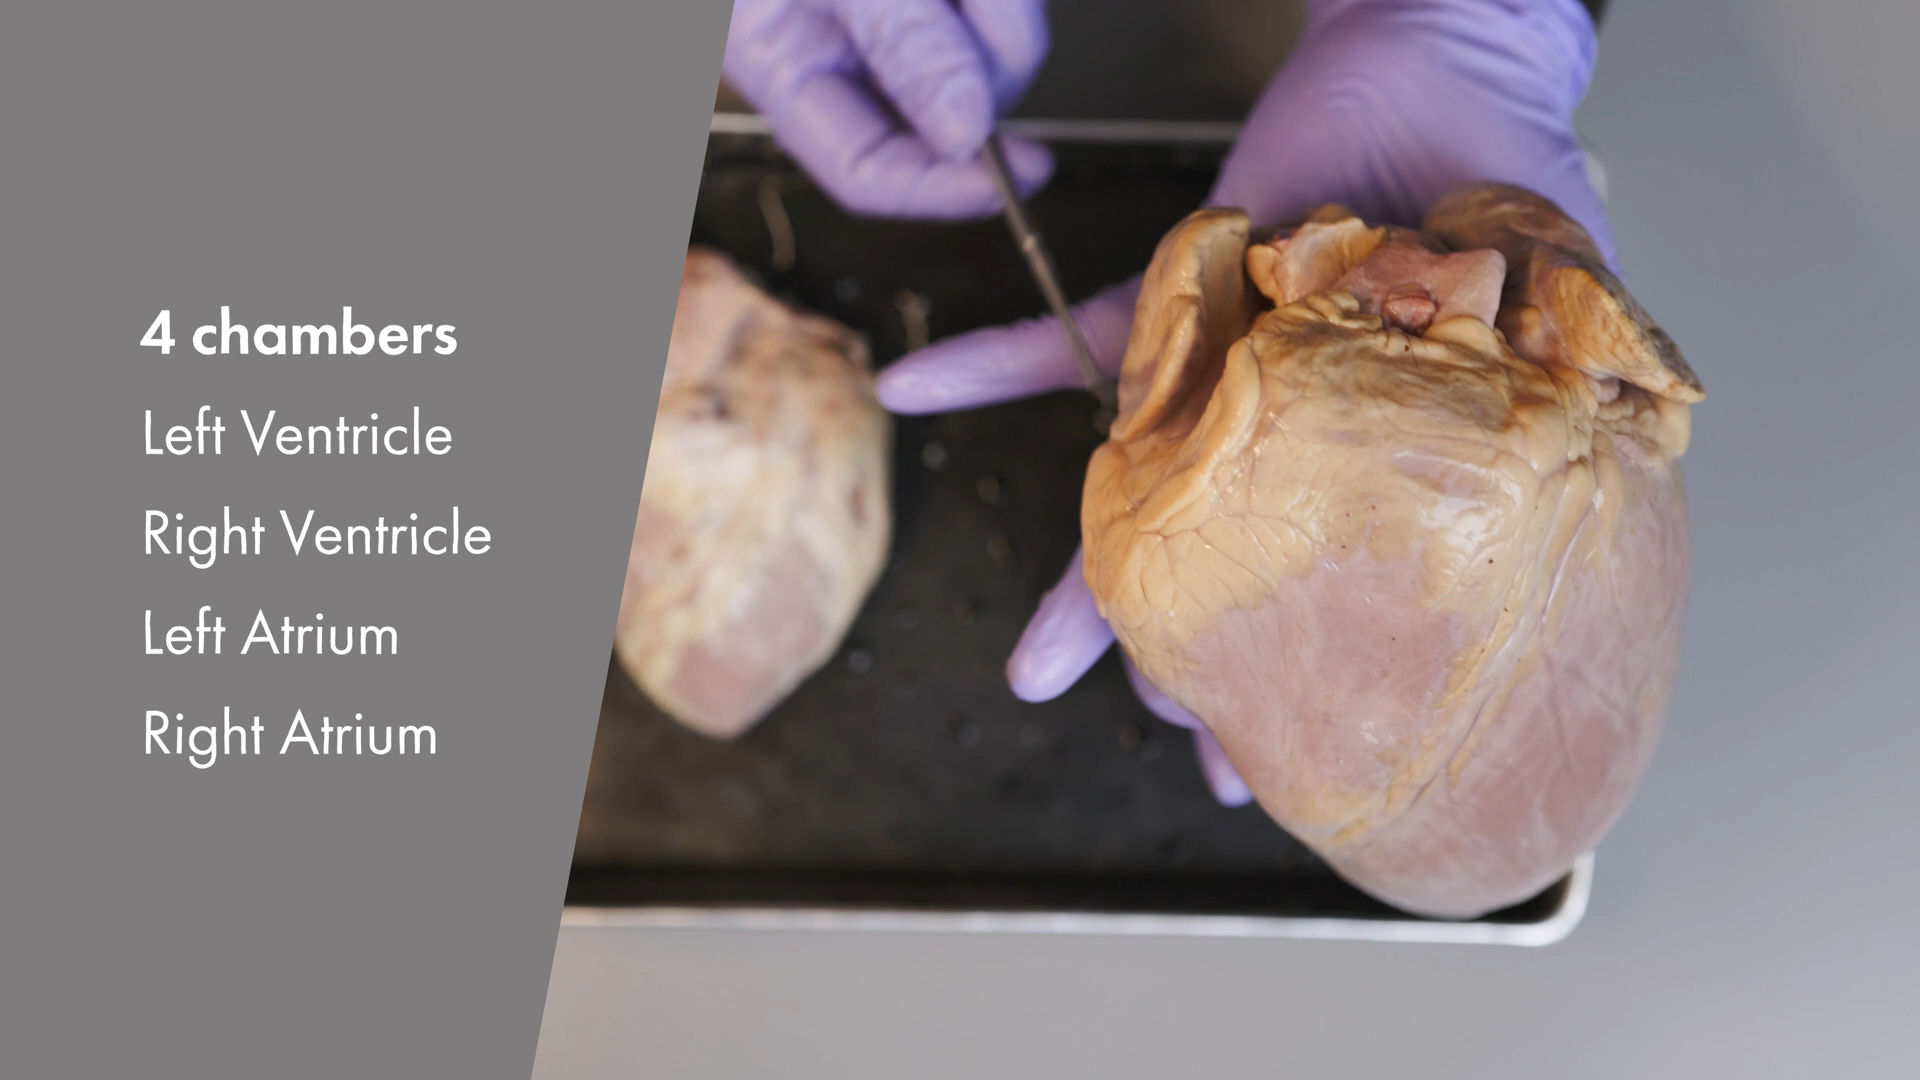 4 chambers
Left Ventricle
Right Ventricle
Left Atrium
Right Atrium